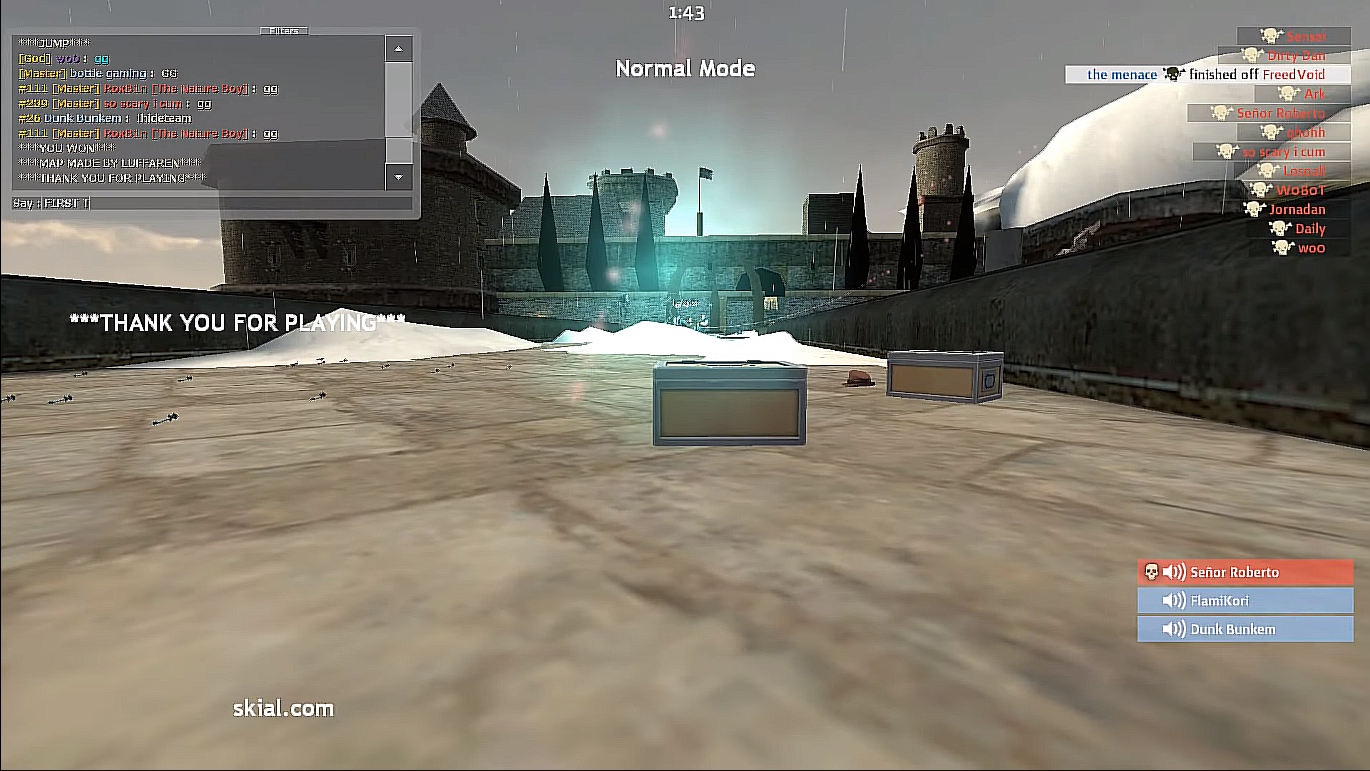 1:43
Filters
***JUMP***
[God] woo : gg
[Master] bottle gaming : GG
#111 [Master] RoxB1n [The Nature Boy] : gg
#239 [Master] so scary i cum : gg
#26 Dunk Bunkem : !hideteam
#111 [Master] RoxB1n [The Nature Boy] : gg
***YOU WON***
***MAP MADE BY LUFFAREN***
***THANK YOU FOR PLAYING***
Say : FIRST T
Normal Mode
Sensei
Dirty Dan
the menace finished off FreedVoid
Ark
Señor Roberto
ghohh
so scary i cum
WOBOT
Jornadan
Daily
woo
***THANK YOU FOR PLAYING***
Señor Roberto
FlamiKori
Dunk Bunkem
skial.com